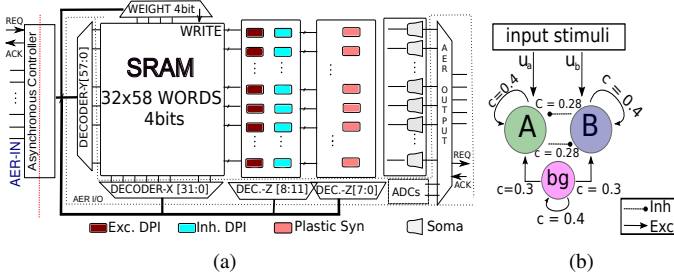 WEIGHT 4bit
REQ
ACK
AER-IN
Asynchronous Controller
DECODER-Y[57:0]
WRITE
SRAM
32x58 WORDS
4bits
AER OUTPUT
REQ
ACK
AER I/O
DECODER-X [31:0]
DEC.-Z [8:11]
DEC.-Z[7:0]
ADCs
Exc. DPI
Inh. DPI
Plastic Syn
Soma
(a)
input stimuli
ua
ub
c=0.4
C = 0.28
c = 0.4
A
B
c = 0.28
bg
c=0.3
c = 0.3
c = 0.4
Inh
Exc
(b)